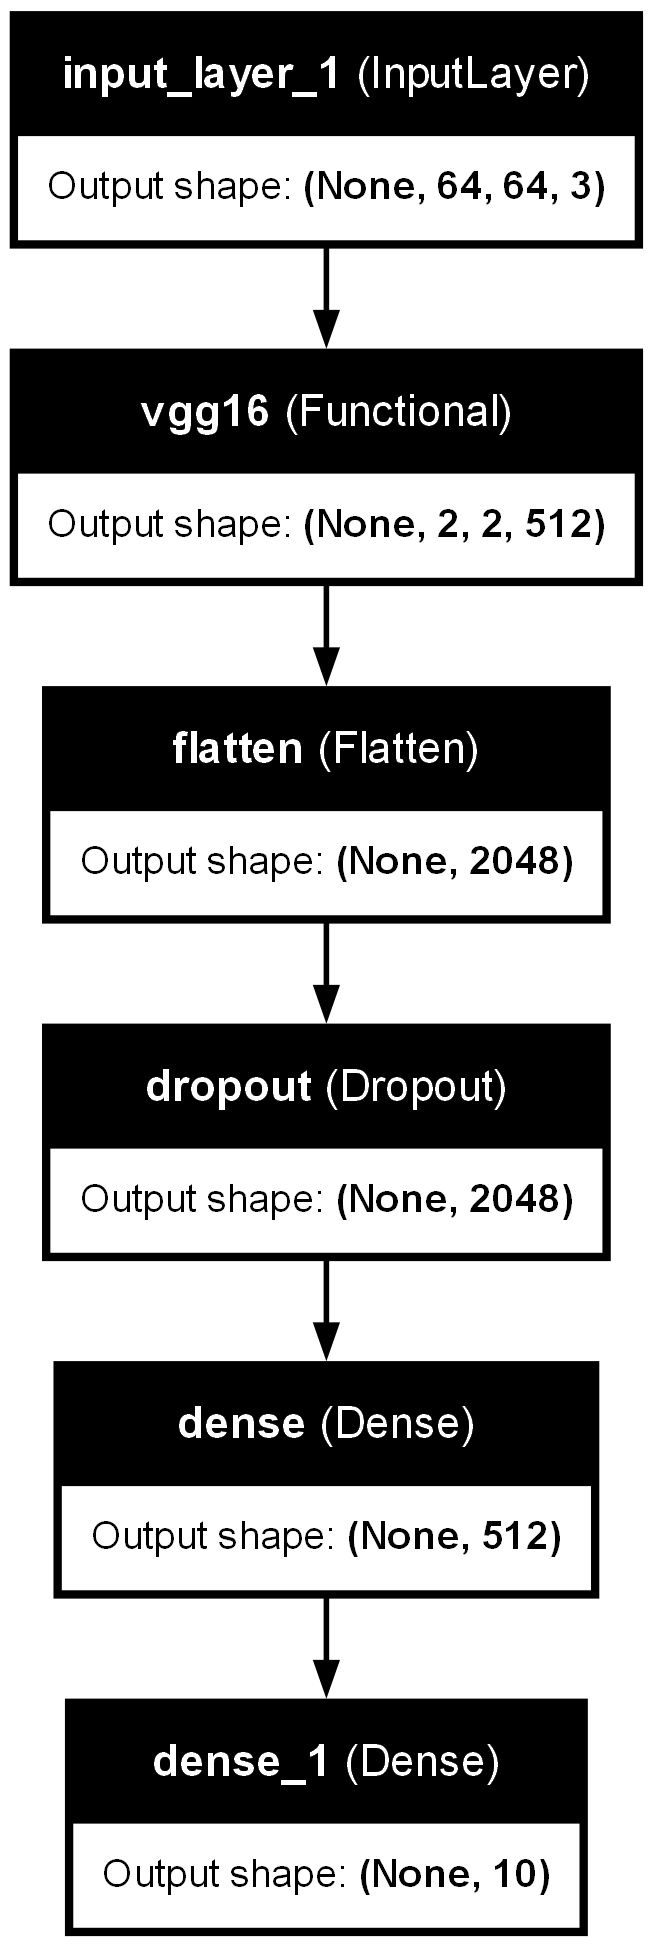 input_layer_1 (InputLayer)
Output shape: (None, 64, 64, 3)
vgg16 (Functional)
Output shape: (None, 2, 2, 512)
flatten (Flatten)
Output shape: (None, 2048)
dropout (Dropout)
Output shape: (None, 2048)
dense (Dense)
Output shape: (None, 512)
dense_1 (Dense)
Output shape: (None, 10)